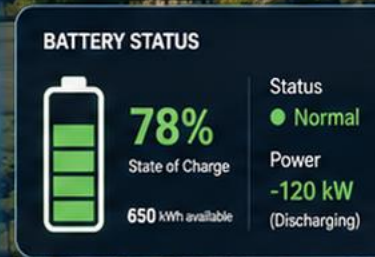 BATTERY STATUS
78%
State of Charge
650 kWh available
Status
Normal
Power
-120 kW
(Discharging)